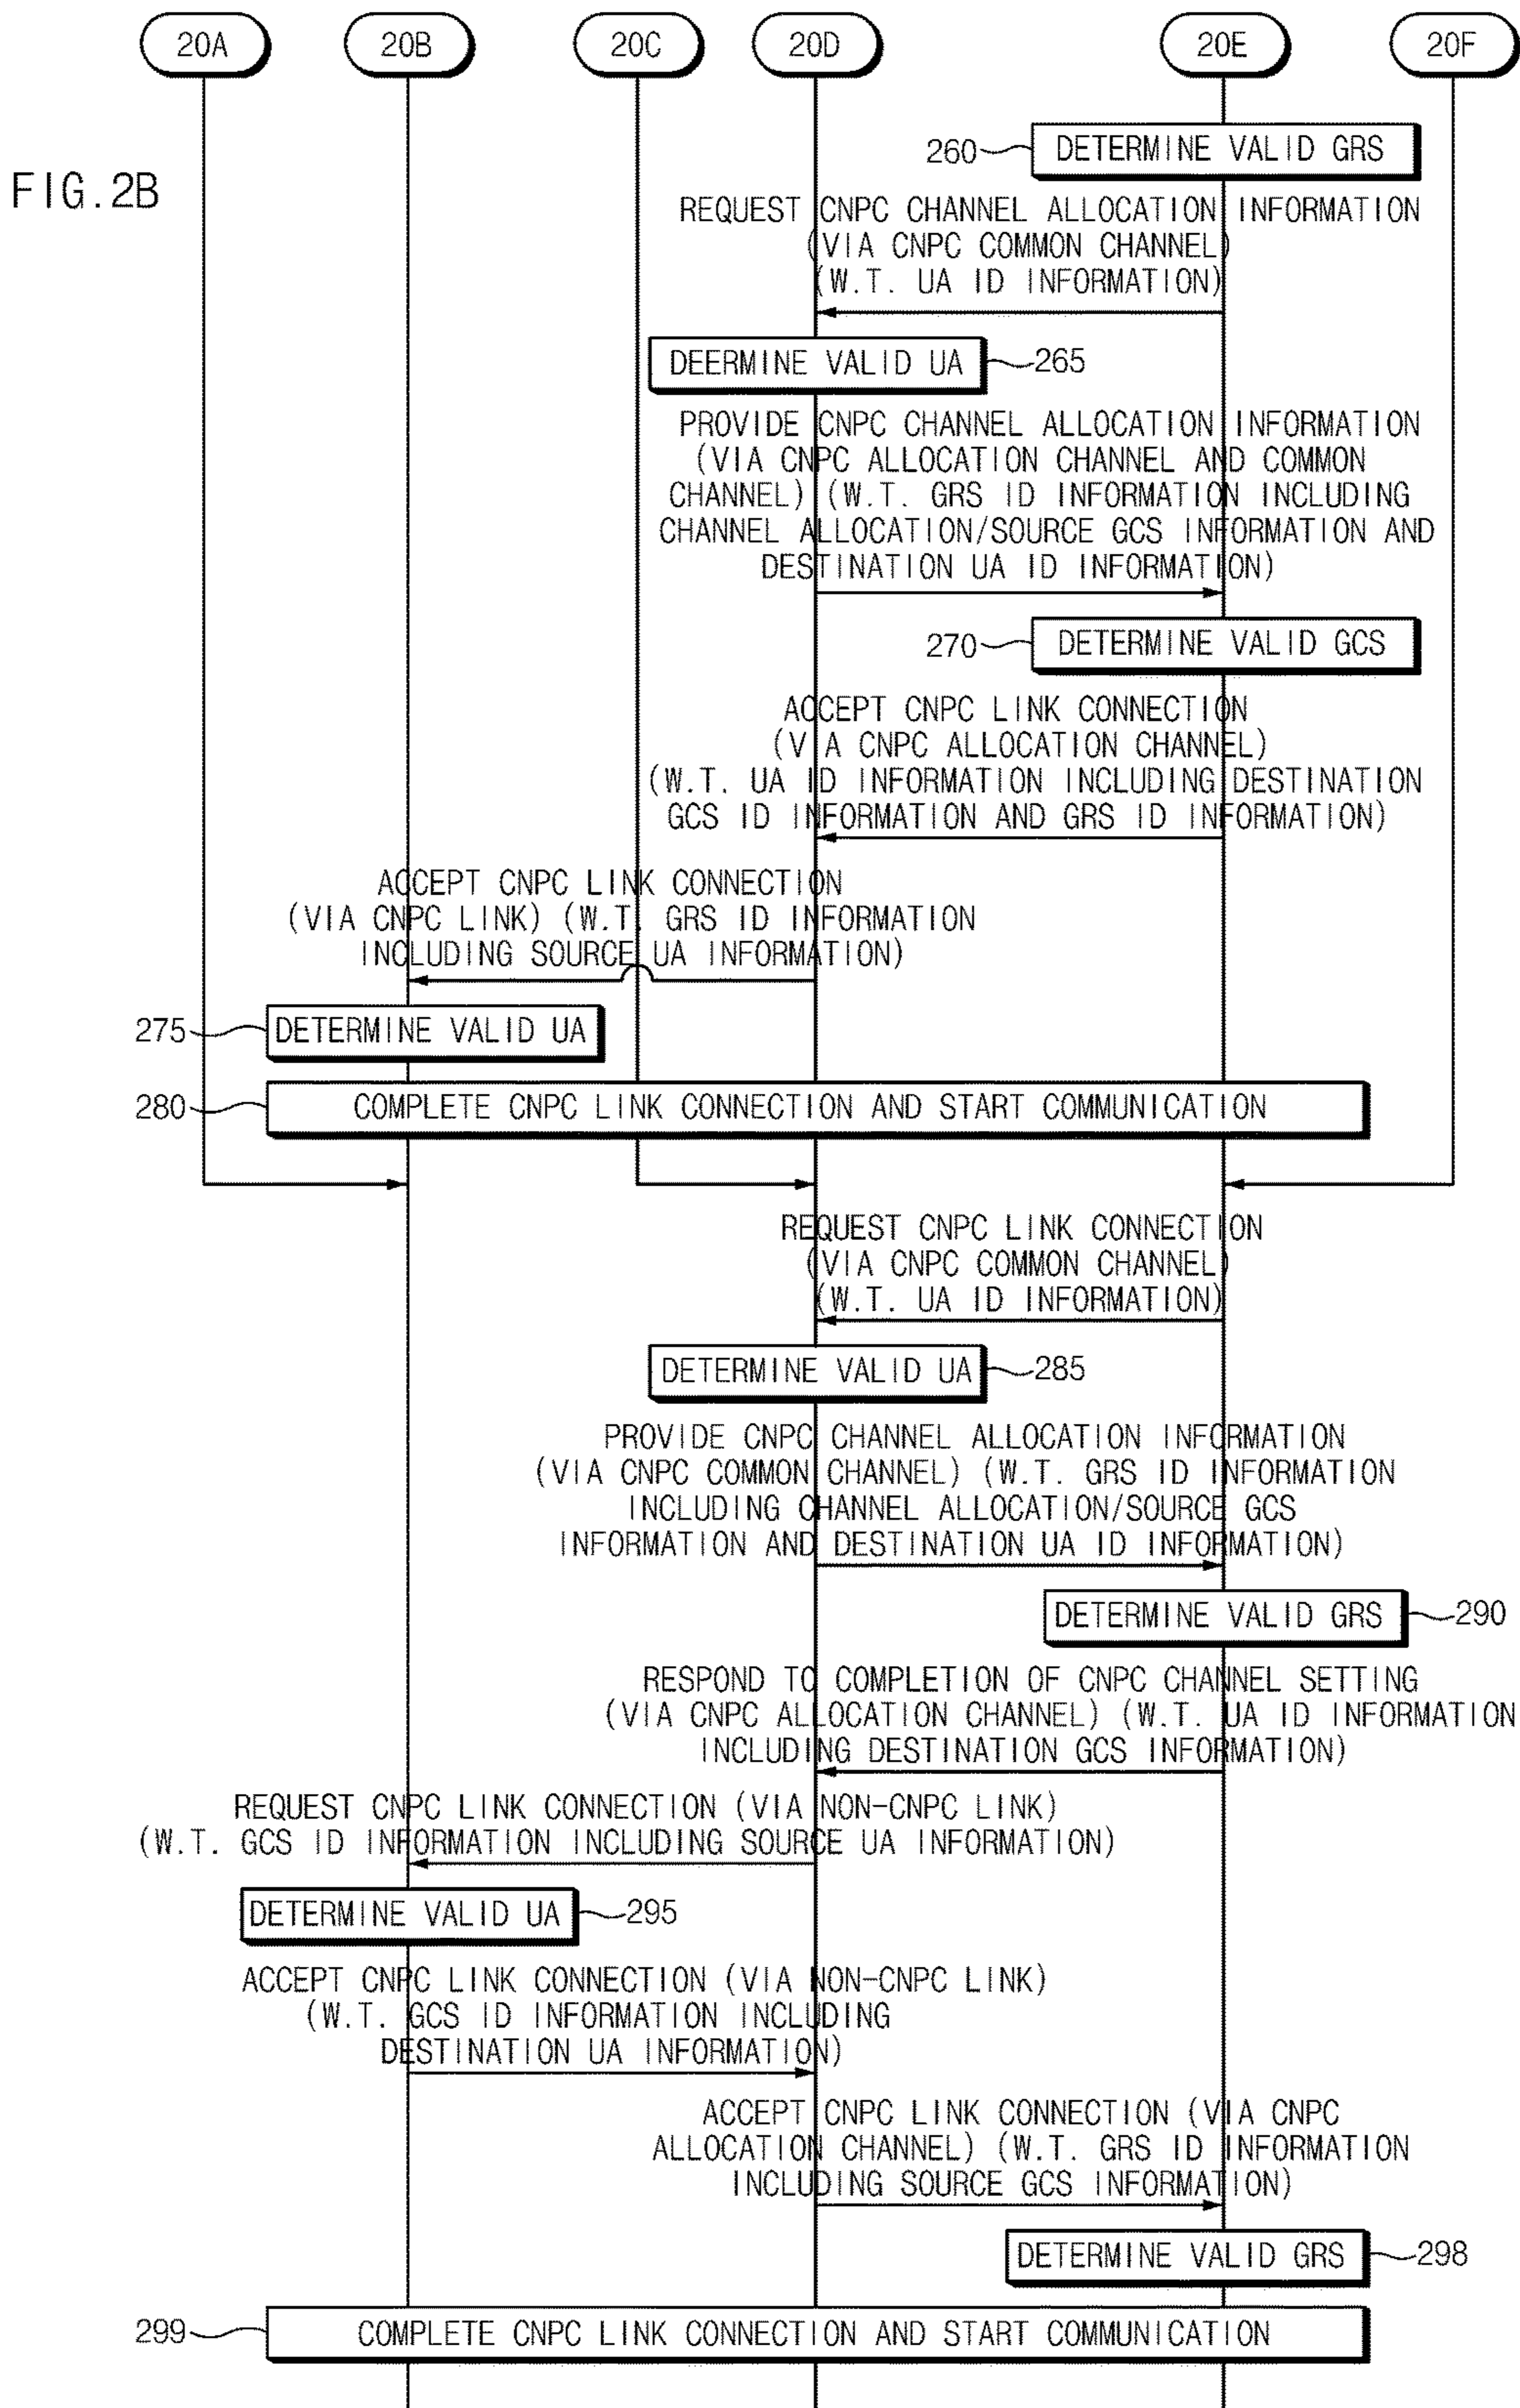 20A 20B 20C 20D 20E 20F
FIG.2B
260 DETERMINE VALID GRS
REQUEST CNPC CHANNEL ALLOCATION INFORMATION
(VIA CNPC COMMON CHANNEL)
(W.T. UA ID INFORMATION)
DEERMINE VALID UA 265
PROVIDE CNPC CHANNEL ALLOCATION INFORMATION
(VIA CNPC ALLOCATION CHANNEL AND COMMON
CHANNEL) (W.T. GRS ID INFORMATION INCLUDING
CHANNEL ALLOCATION/SOURCE GCS INFORMATION AND
DESTINATION UA ID INFORMATION)
270 DETERMINE VALID GCS
ACCEPT CNPC LINK CONNECTION
(VIA CNPC ALLOCATION CHANNEL)
(W.T. UA ID INFORMATION INCLUDING DESTINATION
GCS ID INFORMATION AND GRS ID INFORMATION)
ACCEPT CNPC LINK CONNECTION
(VIA CNPC LINK) (W.T. GRS ID INFORMATION
INCLUDING SOURCE UA INFORMATION)
275 DETERMINE VALID UA
280 COMPLETE CNPC LINK CONNECTION AND START COMMUNICATION
REQUEST CNPC LINK CONNECTION
(VIA CNPC COMMON CHANNEL)
(W.T. UA ID INFORMATION)
DETERMINE VALID UA 285
PROVIDE CNPC CHANNEL ALLOCATION INFORMATION
(VIA CNPC COMMON CHANNEL) (W.T. GRS ID INFORMATION
INCLUDING CHANNEL ALLOCATION/SOURCE GCS
INFORMATION AND DESTINATION UA ID INFORMATION)
DETERMINE VALID GRS 290
RESPOND TO COMPLETION OF CNPC CHANNEL SETTING
(VIA CNPC ALLOCATION CHANNEL) (W.T. UA ID INFORMATION
INCLUDING DESTINATION GCS INFORMATION)
REQUEST CNPC LINK CONNECTION (VIA NON-CNPC LINK)
(W.T. GCS ID INFORMATION INCLUDING SOURCE UA INFORMATION)
DETERMINE VALID UA 295
ACCEPT CNPC LINK CONNECTION (VIA NON-CNPC LINK)
(W.T. GCS ID INFORMATION INCLUDING
DESTINATION UA INFORMATION)
ACCEPT CNPC LINK CONNECTION (VIA CNPC
ALLOCATION CHANNEL) (W.T. GRS ID INFORMATION
INCLUDING SOURCE GCS INFORMATION)
DETERMINE VALID GRS 298
299 COMPLETE CNPC LINK CONNECTION AND START COMMUNICATION